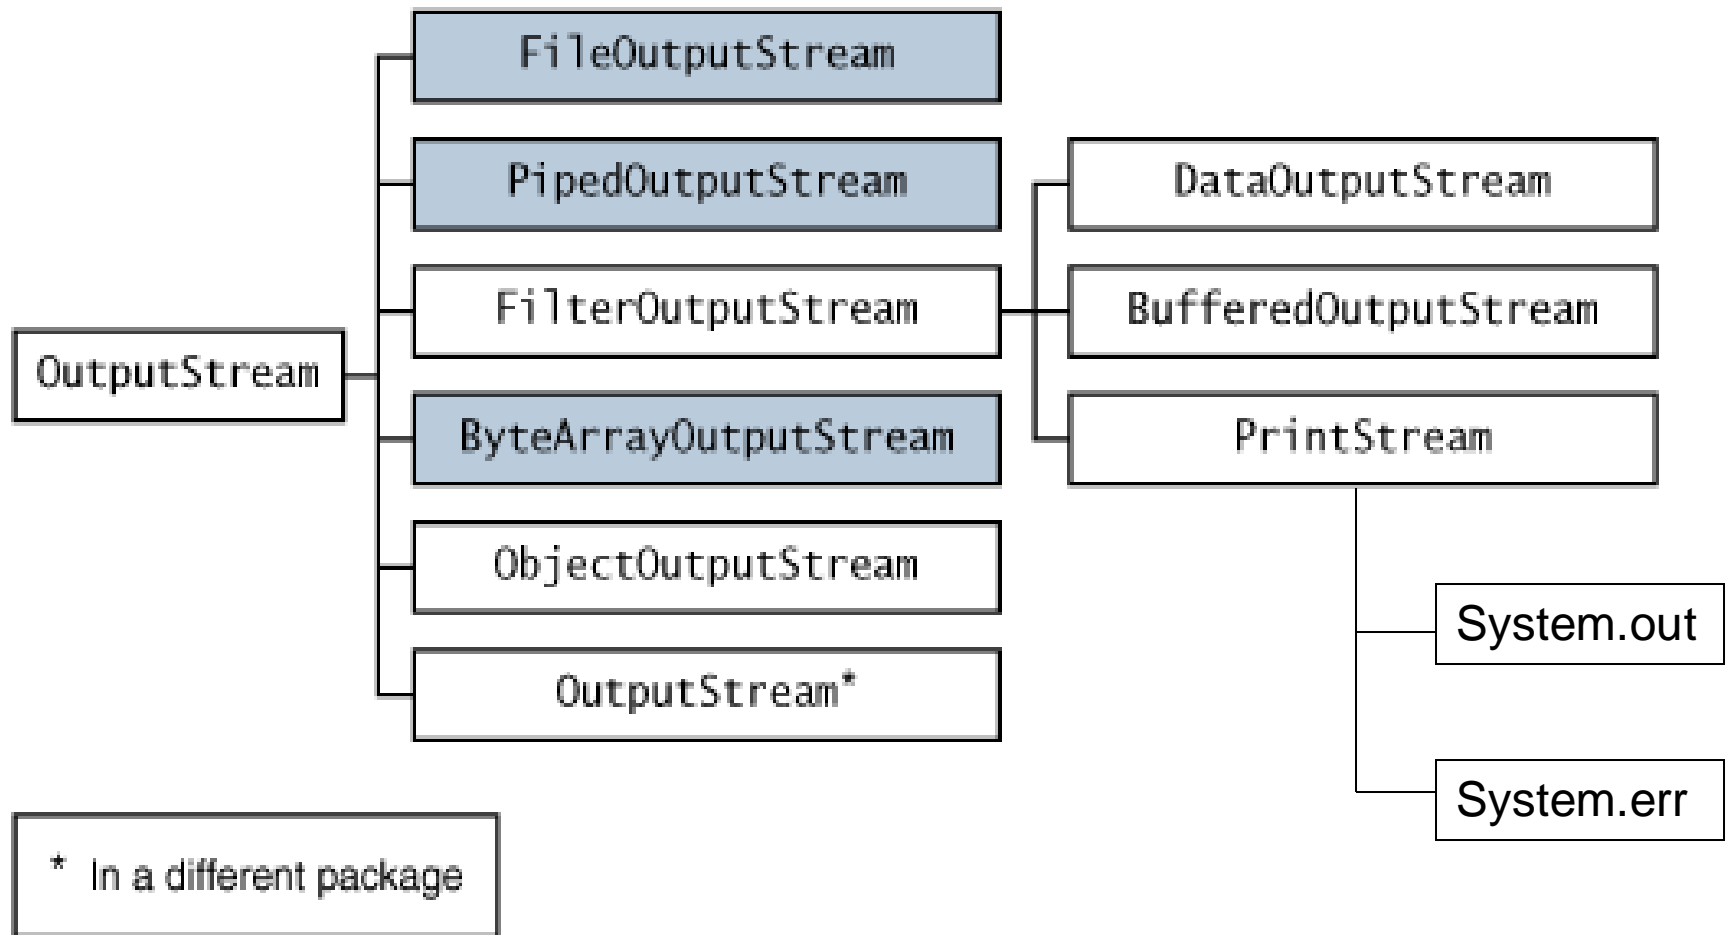 FileOutputStream
PipedOutputStream
DataOutputStream
FilterOutputStream
BufferedOutputStream
OutputStream
ByteArrayOutputStream
PrintStream
ObjectOutputStream
System.out
OutputStream*
System.err
* In a different package